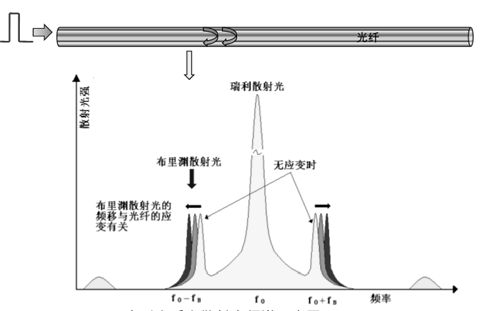 光纤
散射光强
瑞利散射光
布里渊散射光
无应变时
布里渊散射光的
频移与光纤的应
变有关
f₀-f_B
f₀
f₀+f_B
频率